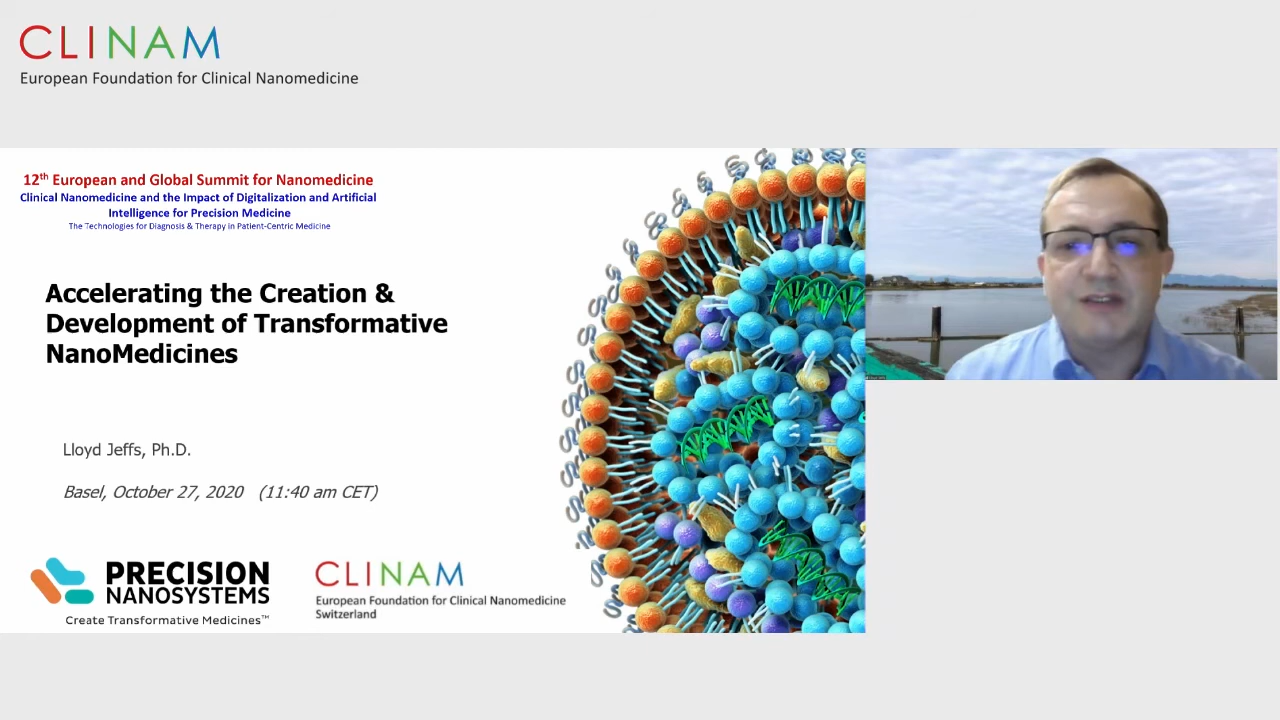 CLINAM
European Foundation for Clinical Nanomedicine
12th European and Global Summit for Nanomedicine
Clinical Nanomedicine and the Impact of Digitalization and Artificial
Intelligence for Precision Medicine
The Technologies for Diagnosis & Therapy in Patient-Centric Medicine
Accelerating the Creation &
Development of Transformative
NanoMedicines
Lloyd Jeffs, Ph.D.
Basel, October 27, 2020 (11:40 am CET)
PRECISION
NANOSYSTEMS
Create Transformative Medicines™
CLINAM
European Foundation for Clinical Nanomedicine
Switzerland